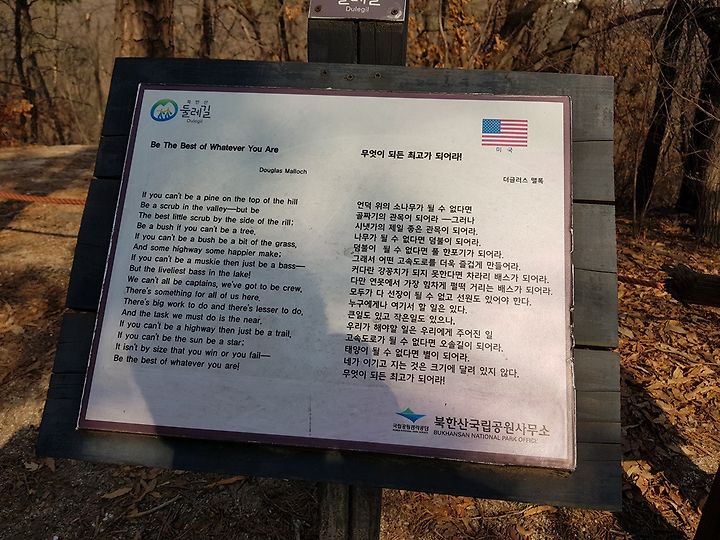 둘레길
Dulegil
북한산
둘레길
Dulegil
미국
Be The Best of Whatever You Are
Douglas Malloch
If you can't be a pine on the top of the hill
Be a scrub in the valley—but be
The best little scrub by the side of the rill;
Be a bush if you can't be a tree.
If you can't be a bush be a bit of the grass,
And some highway some happier make;
If you can't be a muskie then just be a bass—
But the liveliest bass in the lake!
We can't all be captains, we've got to be crew,
There's something for all of us here,
There's big work to do and there's lesser to do,
And the task we must do is the near.
If you can't be a highway then just be a trail,
If you can't be the sun be a star;
It isn't by size that you win or you fail—
Be the best of whatever you are!
무엇이 되든 최고가 되어라!
더글러스 맬록
언덕 위의 소나무가 될 수 없다면
골짜기의 관목이 되어라 —그러나
시냇가의 제일 좋은 관목이 되어라.
나무가 될 수 없다면 덤불이 되어라.
덤불이 될 수 없다면 풀 한포기가 되어라.
그래서 어떤 고속도로를 더욱 즐겁게 만들어라.
커다란 강꼬치가 되지 못한다면 차라리 배스가 되어라.
다만 연못에서 가장 힘차게 펄떡 거리는 배스가 되어라.
모두가 다 선장이 될 수 없고 선원도 있어야 한다.
누구에게나 여기서 할 일은 있다.
큰일도 있고 작은일도 있으나,
우리가 해야할 일은 우리에게 주어진 일
고속도로가 될 수 없다면 오솔길이 되어라.
태양이 될 수 없다면 별이 되어라.
네가 이기고 지는 것은 크기에 달려 있지 않다.
무엇이 되든 최고가 되어라!
국립공원관리공단
북한산국립공원사무소
BUKHANSAN NATIONAL PARK OFFICE